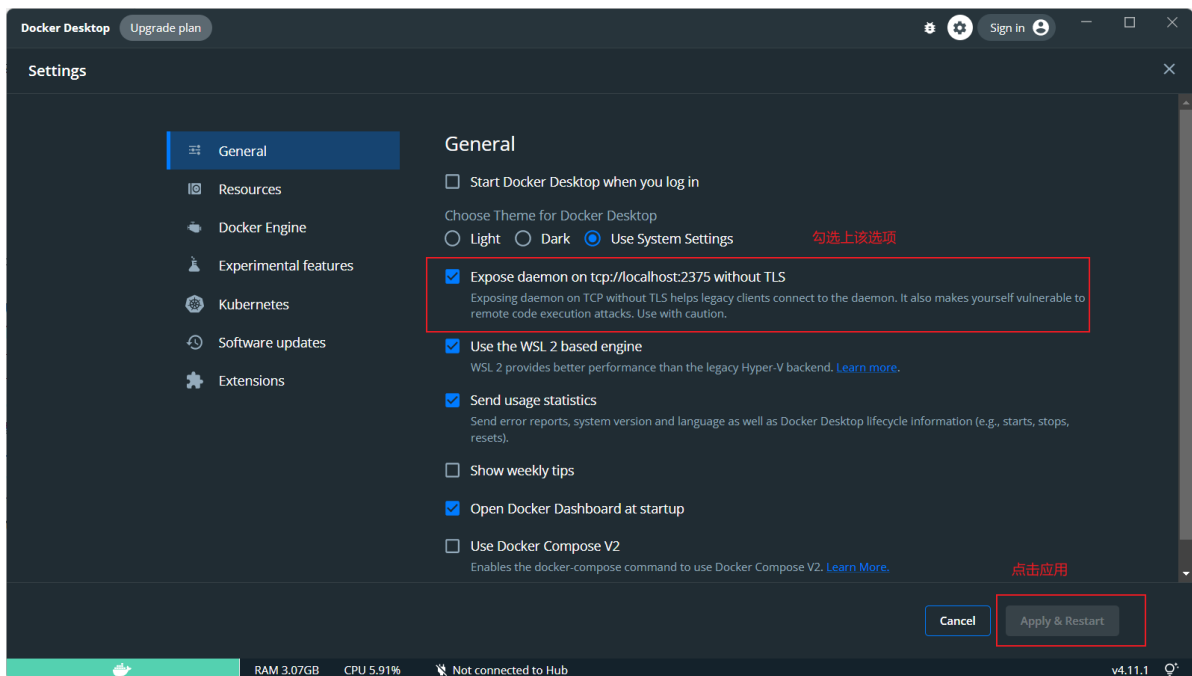 Docker Desktop Upgrade plan Sign in
Settings
General
Resources
Docker Engine
Experimental features
Kubernetes
Software updates
Extensions
General
Start Docker Desktop when you log in
Choose Theme for Docker Desktop
Light Dark Use System Settings 勾选上该选项
Expose daemon on tcp://localhost:2375 without TLS
Exposing daemon on TCP without TLS helps legacy clients connect to the daemon. It also makes yourself vulnerable to
remote code execution attacks. Use with caution.
Use the WSL 2 based engine
WSL 2 provides better performance than the legacy Hyper-V backend. Learn more.
Send usage statistics
Send error reports, system version and language as well as Docker Desktop lifecycle information (e.g., starts, stops,
resets).
Show weekly tips
Open Docker Dashboard at startup
Use Docker Compose V2
Enables the docker-compose command to use Docker Compose V2. Learn More.
点击应用
Cancel Apply & Restart
RAM 3.07GB CPU 5.91% Not connected to Hub v4.11.1